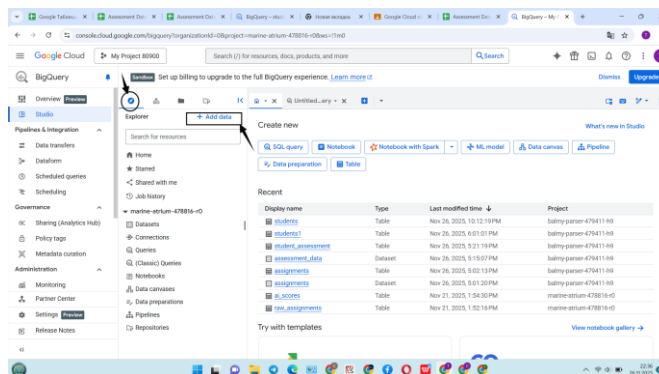 Google Таблицы
Assessment Dat
Assessment Dat
BigQuery – studi
Новая вкладка
Google Cloud c
Assessment Dat
BigQuery – My P
console.cloud.google.com/bigquery?organizationId=0&project=marine-atrium-478816-r0&ws=!1m0
Google Cloud
My Project 80900
Search (/) for resources, docs, products, and more
Search
BigQuery
Sandbox Set up billing to upgrade to the full BigQuery experience. Learn more
Dismiss
Upgrade
Overview Preview
Studio
Pipelines & Integration
Data transfers
Dataform
Scheduled queries
Scheduling
Governance
Sharing (Analytics Hub)
Policy tags
Metadata curation
Administration
Monitoring
Partner Center
Settings Preview
Release Notes
Explorer
+ Add data
Search for resources
Home
Starred
Shared with me
Job history
marine-atrium-478816-r0
Datasets
Connections
Queries
(Classic) Queries
Notebooks
Data canvases
Data preparations
Pipelines
Repositories
Untitled...ery
Create new
What's new in Studio
SQL query
Notebook
Notebook with Spark
ML model
Data canvas
Pipeline
Data preparation
Table
Recent
Display name Type Last modified time Project
students Table Nov 26, 2025, 10:12:19 PM balmy-parser-479411-h9
students1 Table Nov 26, 2025, 6:01:01 PM balmy-parser-479411-h9
student_assessment Table Nov 26, 2025, 5:21:19 PM balmy-parser-479411-h9
assessment_data Dataset Nov 26, 2025, 5:15:07 PM balmy-parser-479411-h9
assignments Table Nov 26, 2025, 5:02:13 PM balmy-parser-479411-h9
assignments Dataset Nov 26, 2025, 5:01:20 PM balmy-parser-479411-h9
ai_scores Table Nov 21, 2025, 1:54:30 PM marine-atrium-478816-r0
raw_assignments Table Nov 21, 2025, 1:52:16 PM marine-atrium-478816-r0
Try with templates
View notebook gallery
22:36
26.11.2025